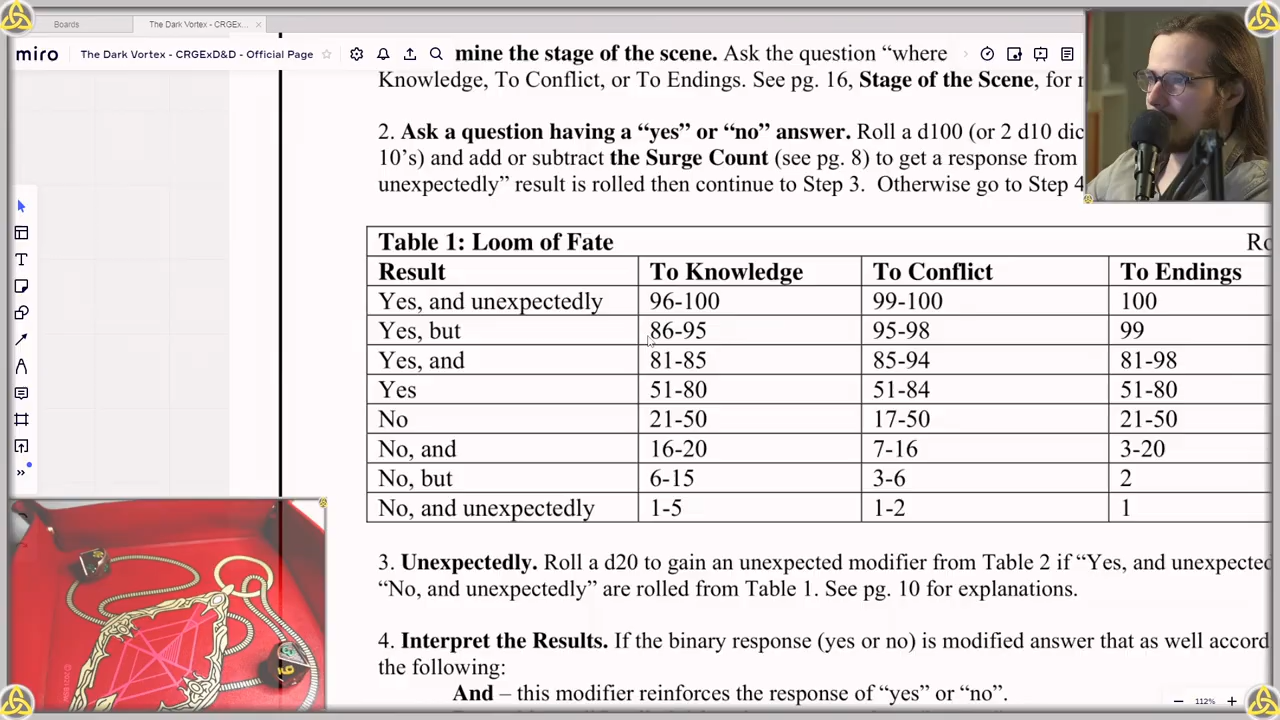 Boards
The Dark Vortex - CRGEx...
miro
The Dark Vortex - CRGExD&D - Official Page
mine the stage of the scene. Ask the question “where
Knowledge, To Conflict, or To Endings. See pg. 16, Stage of the Scene, for
2. Ask a question having a “yes” or “no” answer. Roll a d100 (or 2 d10
10’s) and add or subtract the Surge Count (see pg. 8) to get a response from
unexpectedly” result is rolled then continue to Step 3. Otherwise go to Step 4
Table 1: Loom of Fate
Result To Knowledge To Conflict To Endings
Yes, and unexpectedly 96-100 99-100 100
Yes, but 86-95 95-98 99
Yes, and 81-85 85-94 81-98
Yes 51-80 51-84 51-80
No 21-50 17-50 21-50
No, and 16-20 7-16 3-20
No, but 6-15 3-6 2
No, and unexpectedly 1-5 1-2 1
3. Unexpectedly. Roll a d20 to gain an unexpected modifier from Table 2 if “Yes, and unexpected
“No, and unexpectedly” are rolled from Table 1. See pg. 10 for explanations.
4. Interpret the Results. If the binary response (yes or no) is modified answer that as well accord
the following:
And – this modifier reinforces the response of “yes” or “no”.
112%